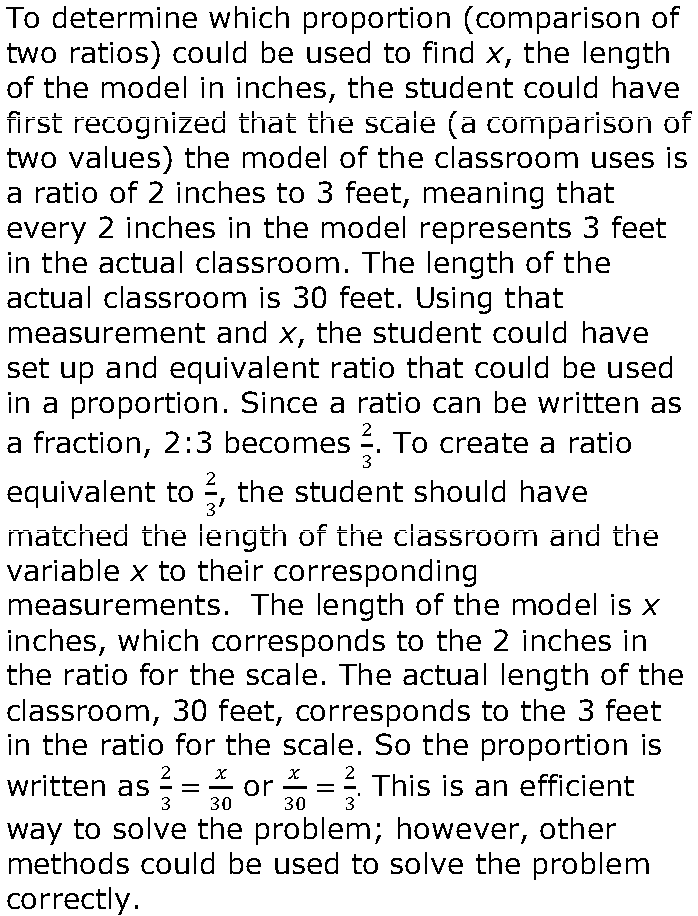 To determine which proportion (comparison of
two ratios) could be used to find x, the length
of the model in inches, the student could have
first recognized that the scale (a comparison of
two values) the model of the classroom uses is
a ratio of 2 inches to 3 feet, meaning that
every 2 inches in the model represents 3 feet
in the actual classroom. The length of the
actual classroom is 30 feet. Using that
measurement and x, the student could have
set up and equivalent ratio that could be used
in a proportion. Since a ratio can be written as
a fraction, 2:3 becomes 2/3. To create a ratio
equivalent to 2/3, the student should have
matched the length of the classroom and the
variable x to their corresponding
measurements.  The length of the model is x
inches, which corresponds to the 2 inches in
the ratio for the scale. The actual length of the
classroom, 30 feet, corresponds to the 3 feet
in the ratio for the scale. So the proportion is
written as 2/3 = x/30 or x/30 = 2/3. This is an efficient
way to solve the problem; however, other
methods could be used to solve the problem
correctly.